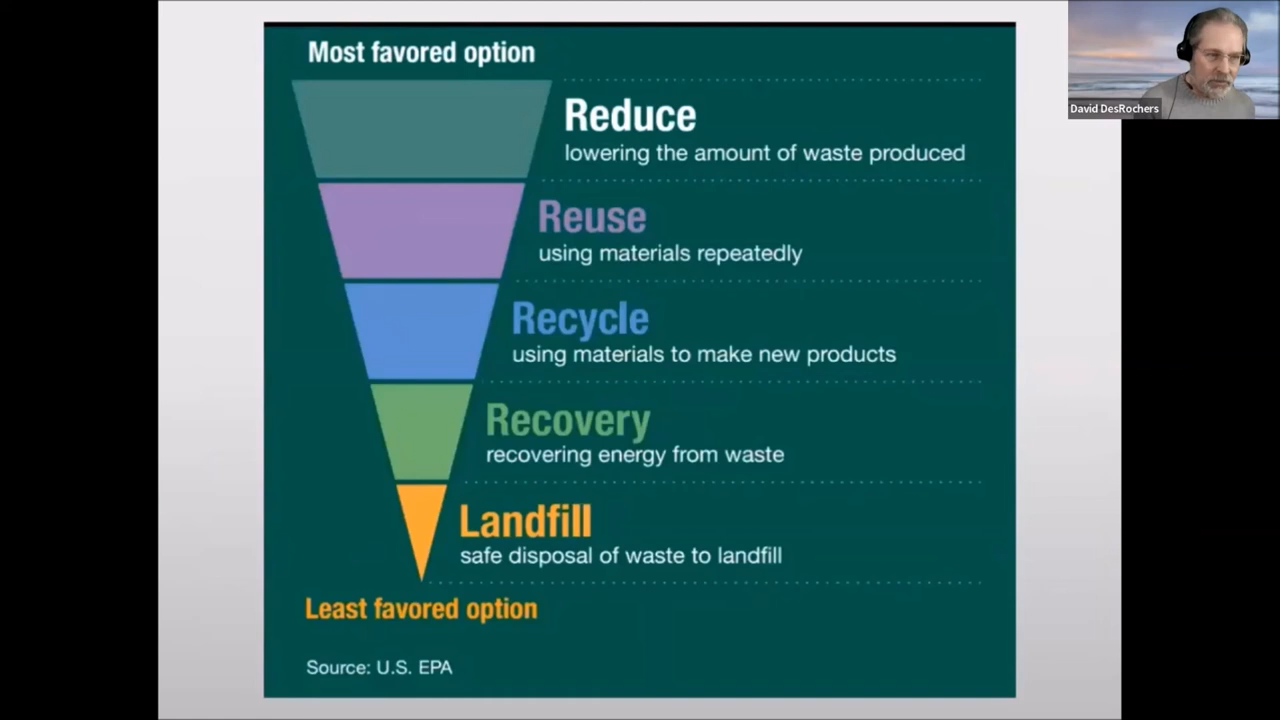 Most favored option
Reduce
lowering the amount of waste produced
Reuse
using materials repeatedly
Recycle
using materials to make new products
Recovery
recovering energy from waste
Landfill
safe disposal of waste to landfill
Least favored option
Source: U.S. EPA
David DesRochers